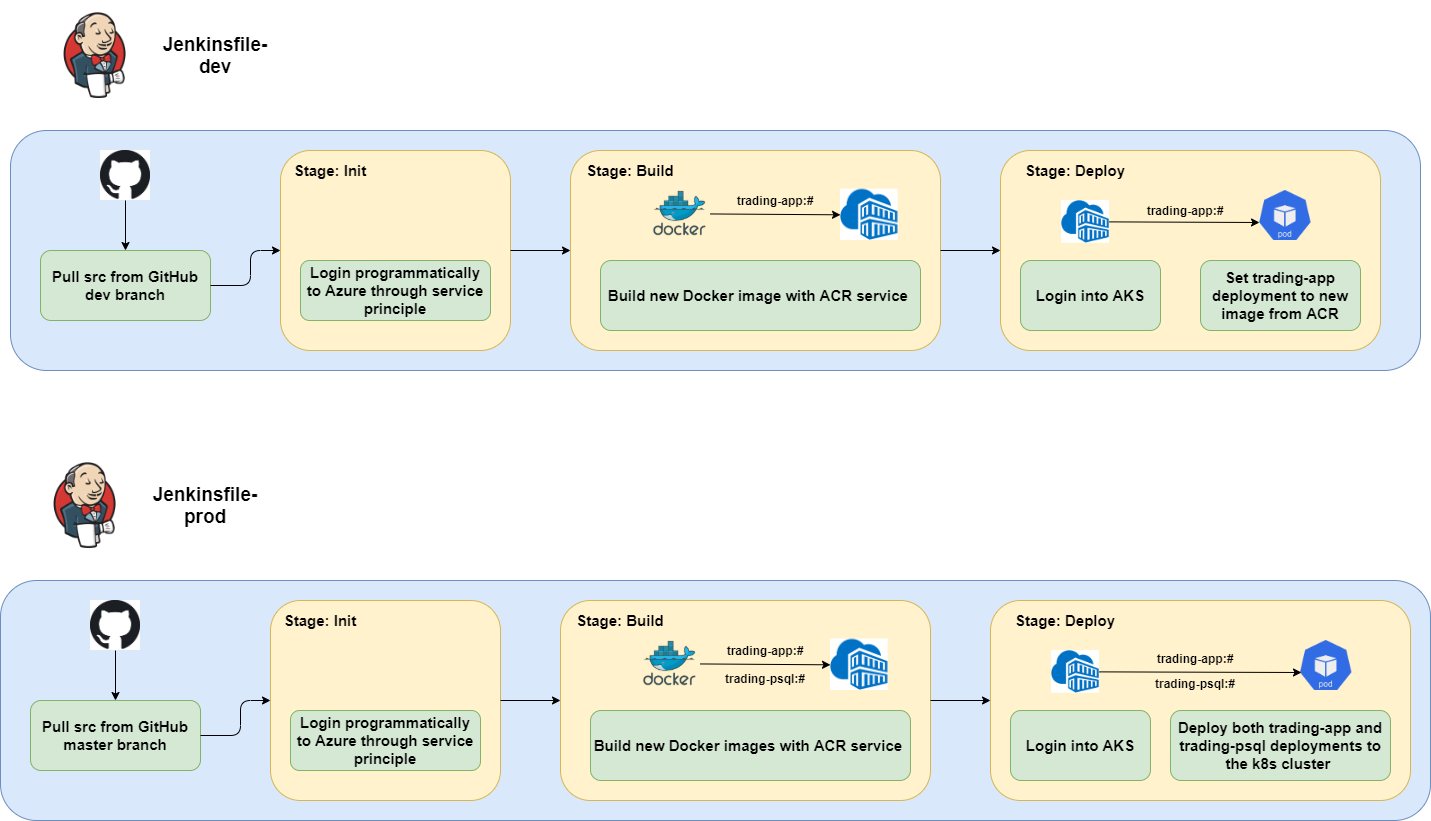 Jenkinsfile-
dev
Stage: Init
Stage: Build
Stage: Deploy
trading-app:#
docker
trading-app:#
pod
Pull src from GitHub
dev branch
Login programmatically
to Azure through service
principle
Build new Docker image with ACR service
Login into AKS
Set trading-app
deployment to new
image from ACR
Jenkinsfile-
prod
Stage: Init
Stage: Build
Stage: Deploy
trading-app:#
docker
trading-psql:#
trading-app:#
trading-psql:#
pod
Pull src from GitHub
master branch
Login programmatically
to Azure through service
principle
Build new Docker images with ACR service
Login into AKS
Deploy both trading-app and
trading-psql deployments to
the k8s cluster